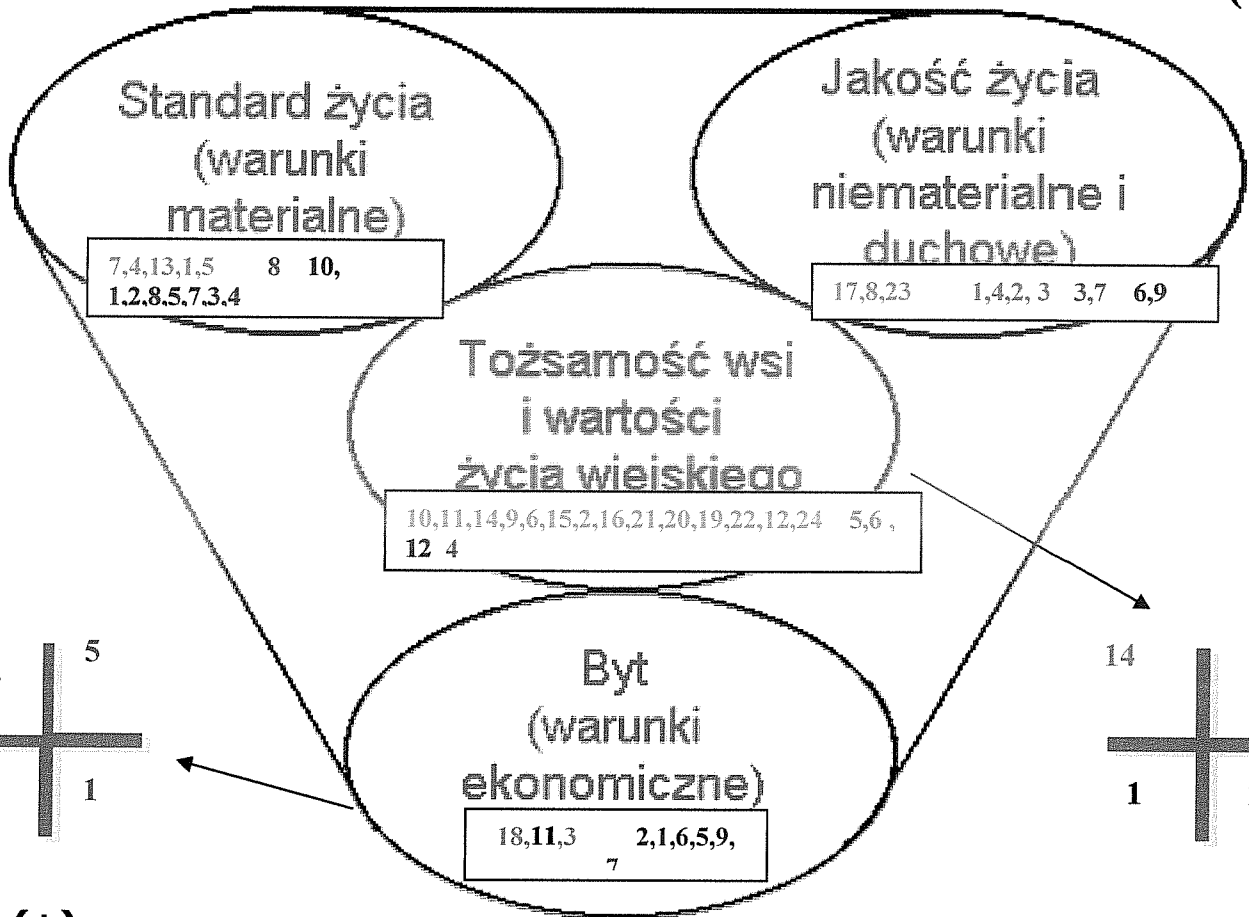 (
Standard życia
(warunki
materialne)
7,4,13,1,5 8 10,
1,2,8,5,7,3,4
Jakość życia
(warunki
niematerialne i
duchowe)
17,8,23 1,4,2, 3 3,7 6,9
Tożsamość wsi
i wartości
życia wiejskiego
10,11,14,9,6,15,2,16,21,20,19,22,12,24 5,6 ,
12 4
5
1
14
1
Byt
(warunki
ekonomiczne)
18,11,3 2,1,6,5,9,
7
(+)